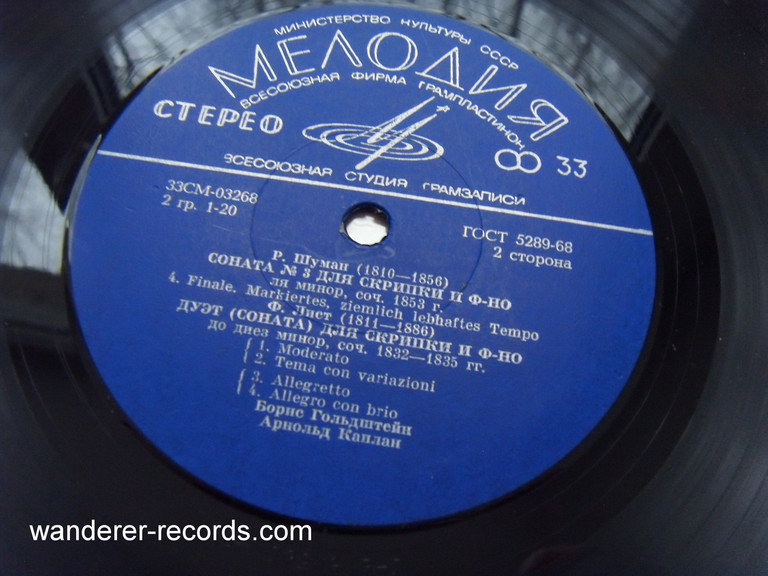 МИНИСТЕРСТВО КУЛЬТУРЫ СССР
МЕЛОДИЯ
ВСЕСОЮЗНАЯ ФИРМА ГРАМПЛАСТИНОК
СТЕРЕО
33
ВСЕСОЮЗНАЯ СТУДИЯ ГРАМЗАПИСИ
33СМ-03268
2 гр. 1-20
ГОСТ 5289-68
2 сторона
Р. Шуман (1810—1856)
СОНАТА № 3 ДЛЯ СКРИПКИ И Ф-НО
ля минор, соч. 1853 г.
4. Finale. Markiertes, ziemlich lebhaftes Tempo
Ф. Лист (1811—1886)
ДУЭТ (СОНАТА) ДЛЯ СКРИПКИ И Ф-НО
до диез минор, соч. 1832—1835 гг.
1. Moderato
2. Tema con variazioni
3. Allegretto
4. Allegro con brio
Борис Гольдштейн
Арнольд Каплан
wanderer-records.com